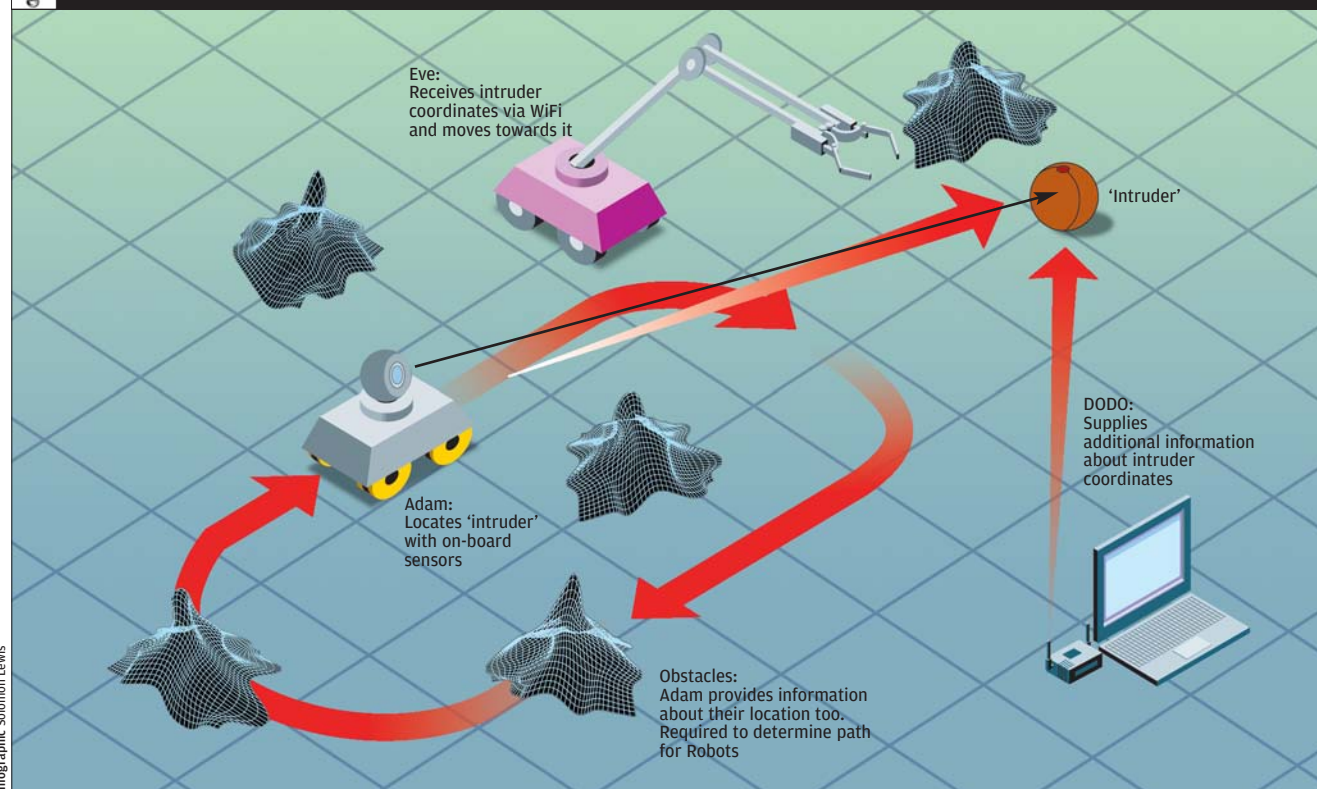 Eve:
Receives intruder
coordinates via WiFi
and moves towards it
'Intruder'
DODO:
Supplies
additional information
about intruder
coordinates
Adam:
Locates 'intruder'
with on-board
sensors
Obstacles:
Adam provides information
about their location too.
Required to determine path
for Robots
Solomon Lewis